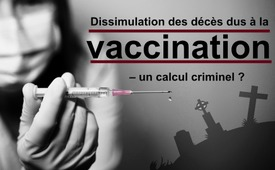 Dissimulation des décès dus à la
vaccination
– un calcul criminel ?